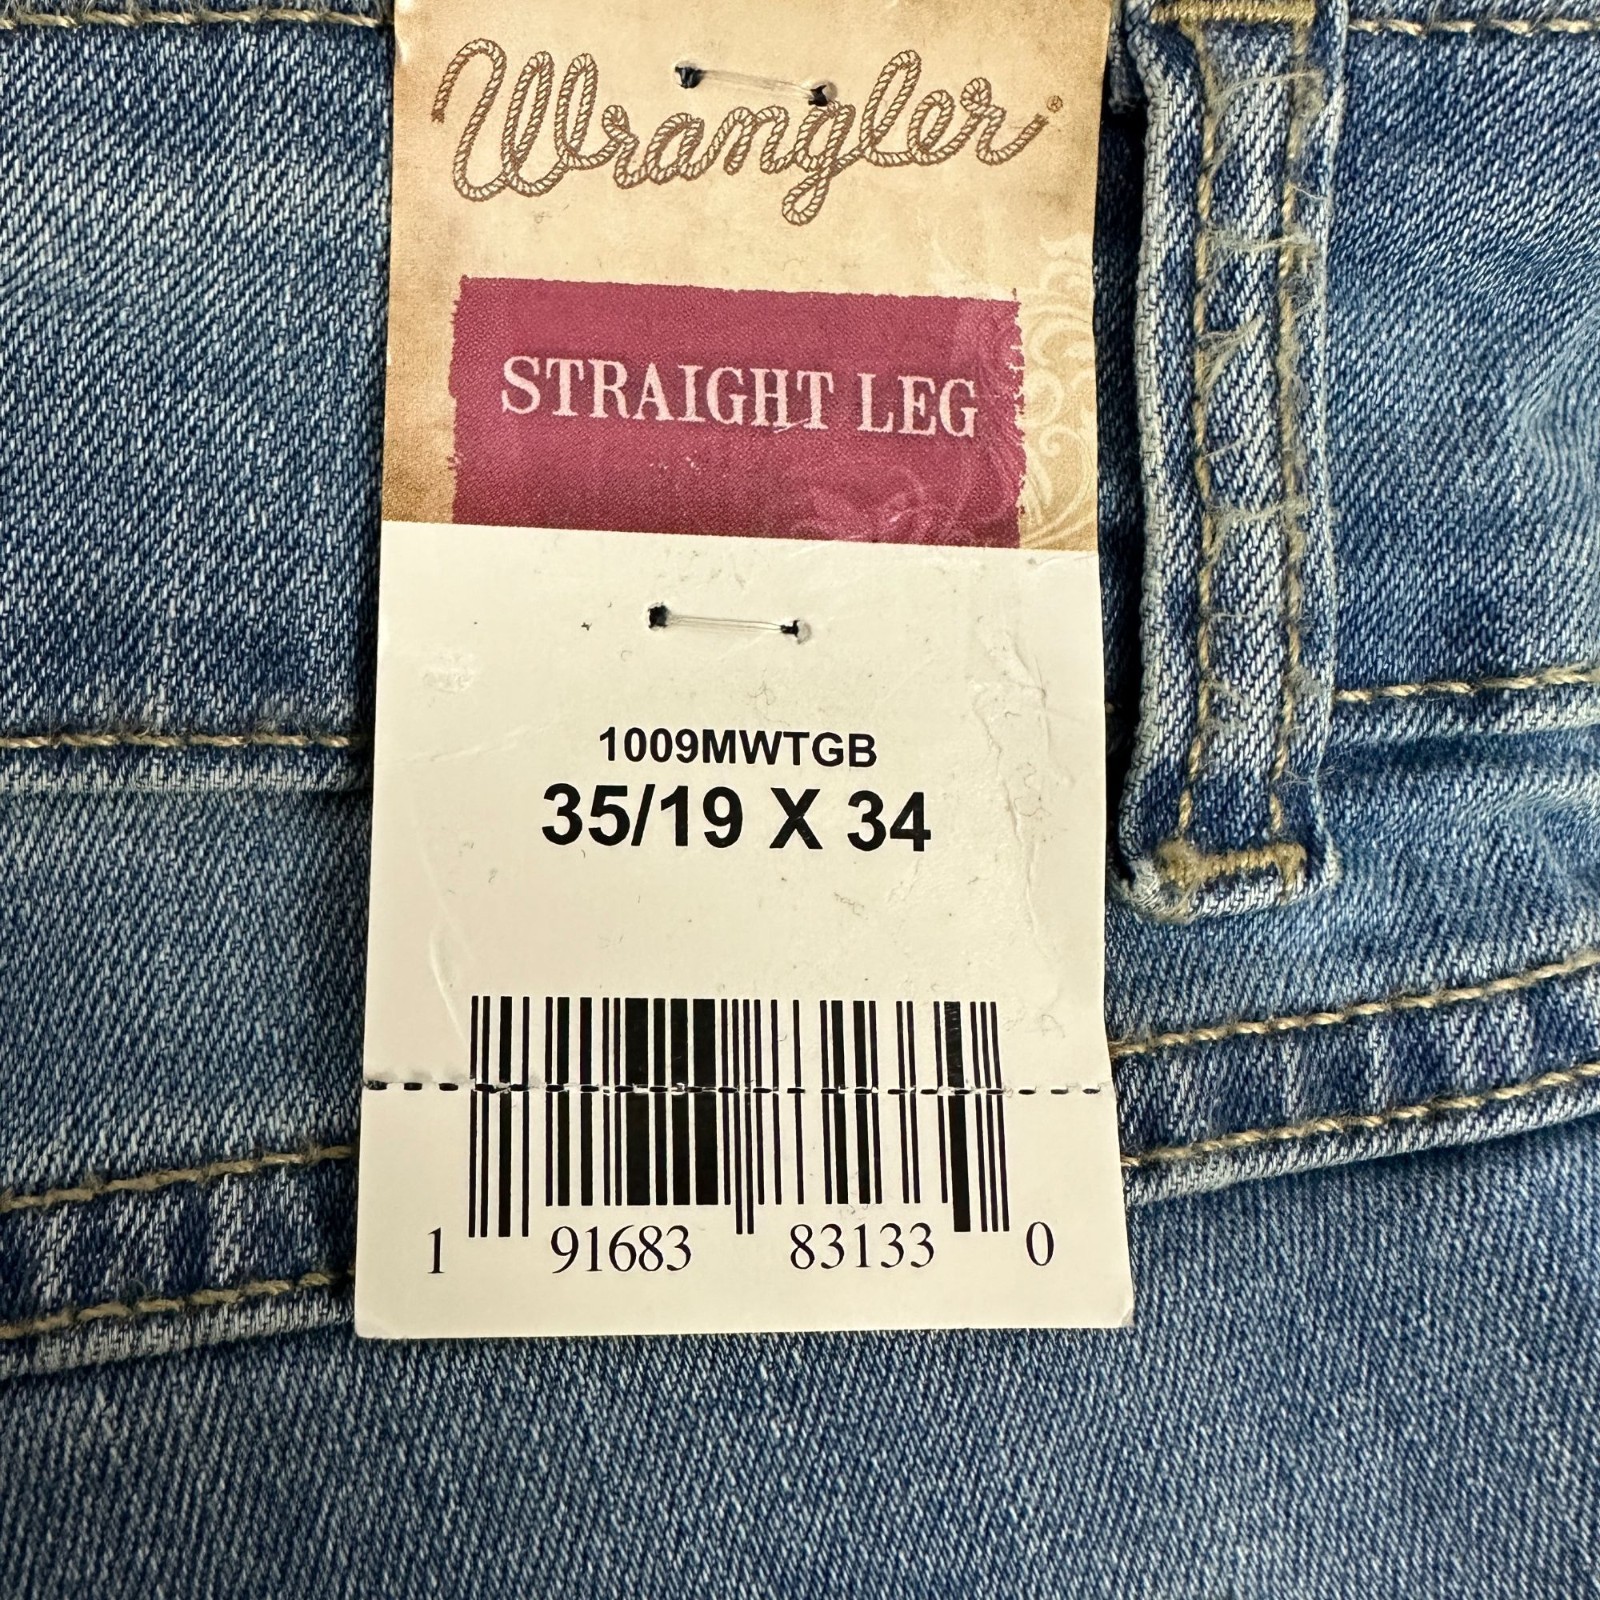 Wrangler®
STRAIGHT LEG
1009MWTGB
35/19 X 34
1 91683 83133 0